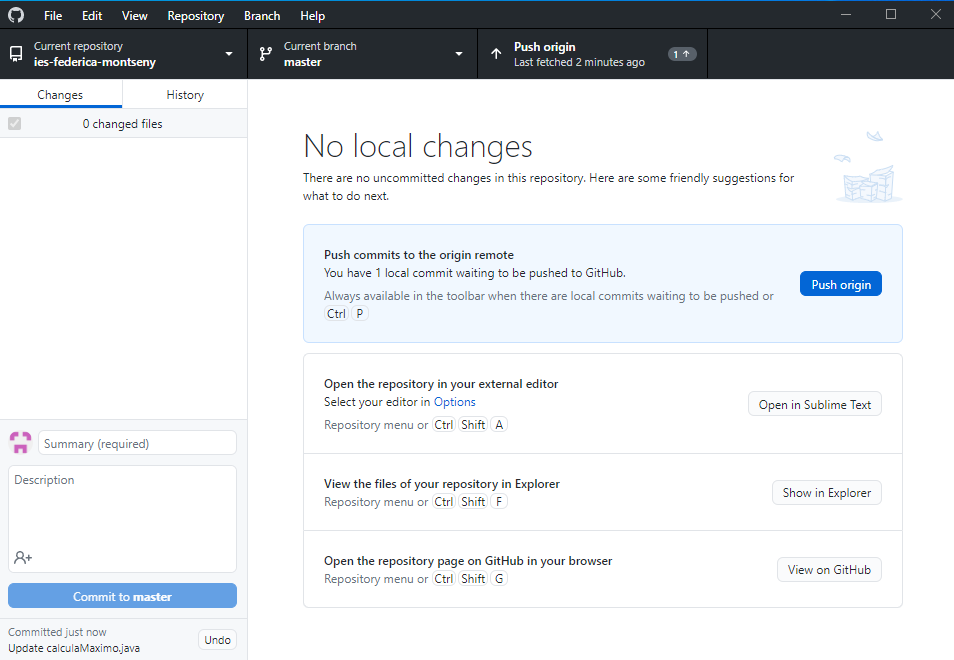 File Edit View Repository Branch Help
Current repository
ies-federica-montseny
Current branch
master
Push origin
Last fetched 2 minutes ago
1
Changes History
0 changed files
No local changes
There are no uncommitted changes in this repository. Here are some friendly suggestions for
what to do next.
Push commits to the origin remote
You have 1 local commit waiting to be pushed to GitHub.
Always available in the toolbar when there are local commits waiting to be pushed or
Ctrl P
Push origin
Open the repository in your external editor
Select your editor in Options
Repository menu or Ctrl Shift A
Open in Sublime Text
View the files of your repository in Explorer
Repository menu or Ctrl Shift F
Show in Explorer
Open the repository page on GitHub in your browser
Repository menu or Ctrl Shift G
View on GitHub
Summary (required)
Description
Commit to master
Committed just now
Update calculaMaximo.java
Undo